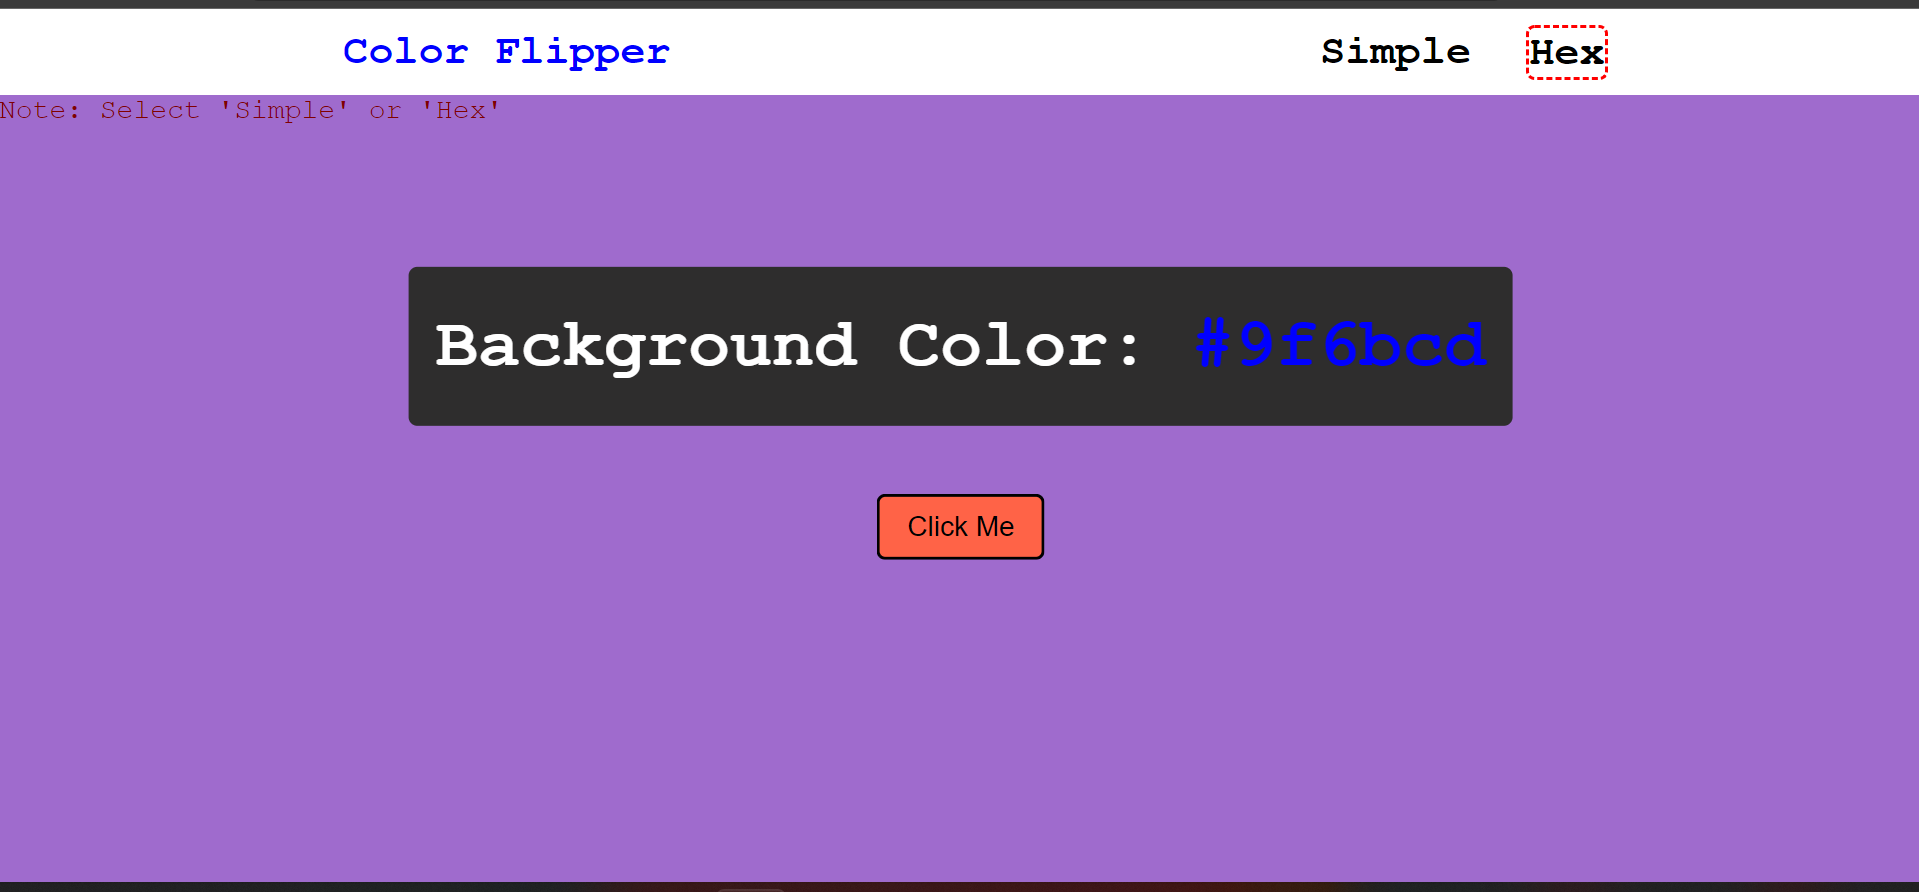 Color Flipper
Simple
Hex
Note: Select 'Simple' or 'Hex'
Background Color: #9f6bcd
Click Me